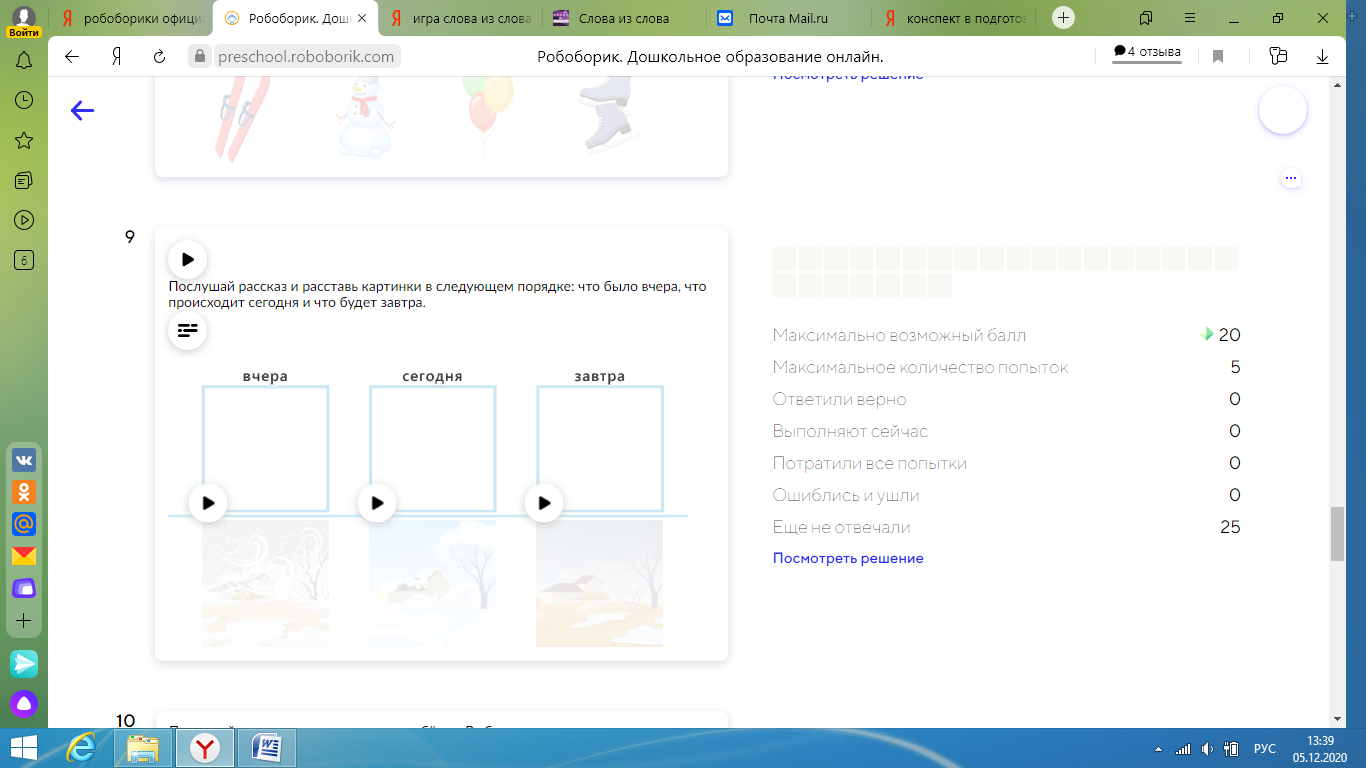 роборики офици
Робоборик. Дош
игра слова из слова
Слова из слова
Почта Mail.ru
конспект в подгото
Войти
preschool.roboborik.com
Робоборик. Дошкольное образование онлайн.
4 отзыва
Посмотреть решение
9
Послушай рассказ и расставь картинки в следующем порядке: что было вчера, что
происходит сегодня и что будет завтра.
вчера сегодня завтра
Максимально возможный балл 20
Максимальное количество попыток 5
Ответили верно 0
Выполняют сейчас 0
Потратили все попытки 0
Ошиблись и ушли 0
Еще не отвечали 25
Посмотреть решение
6
10
РУС
13:39
05.12.2020